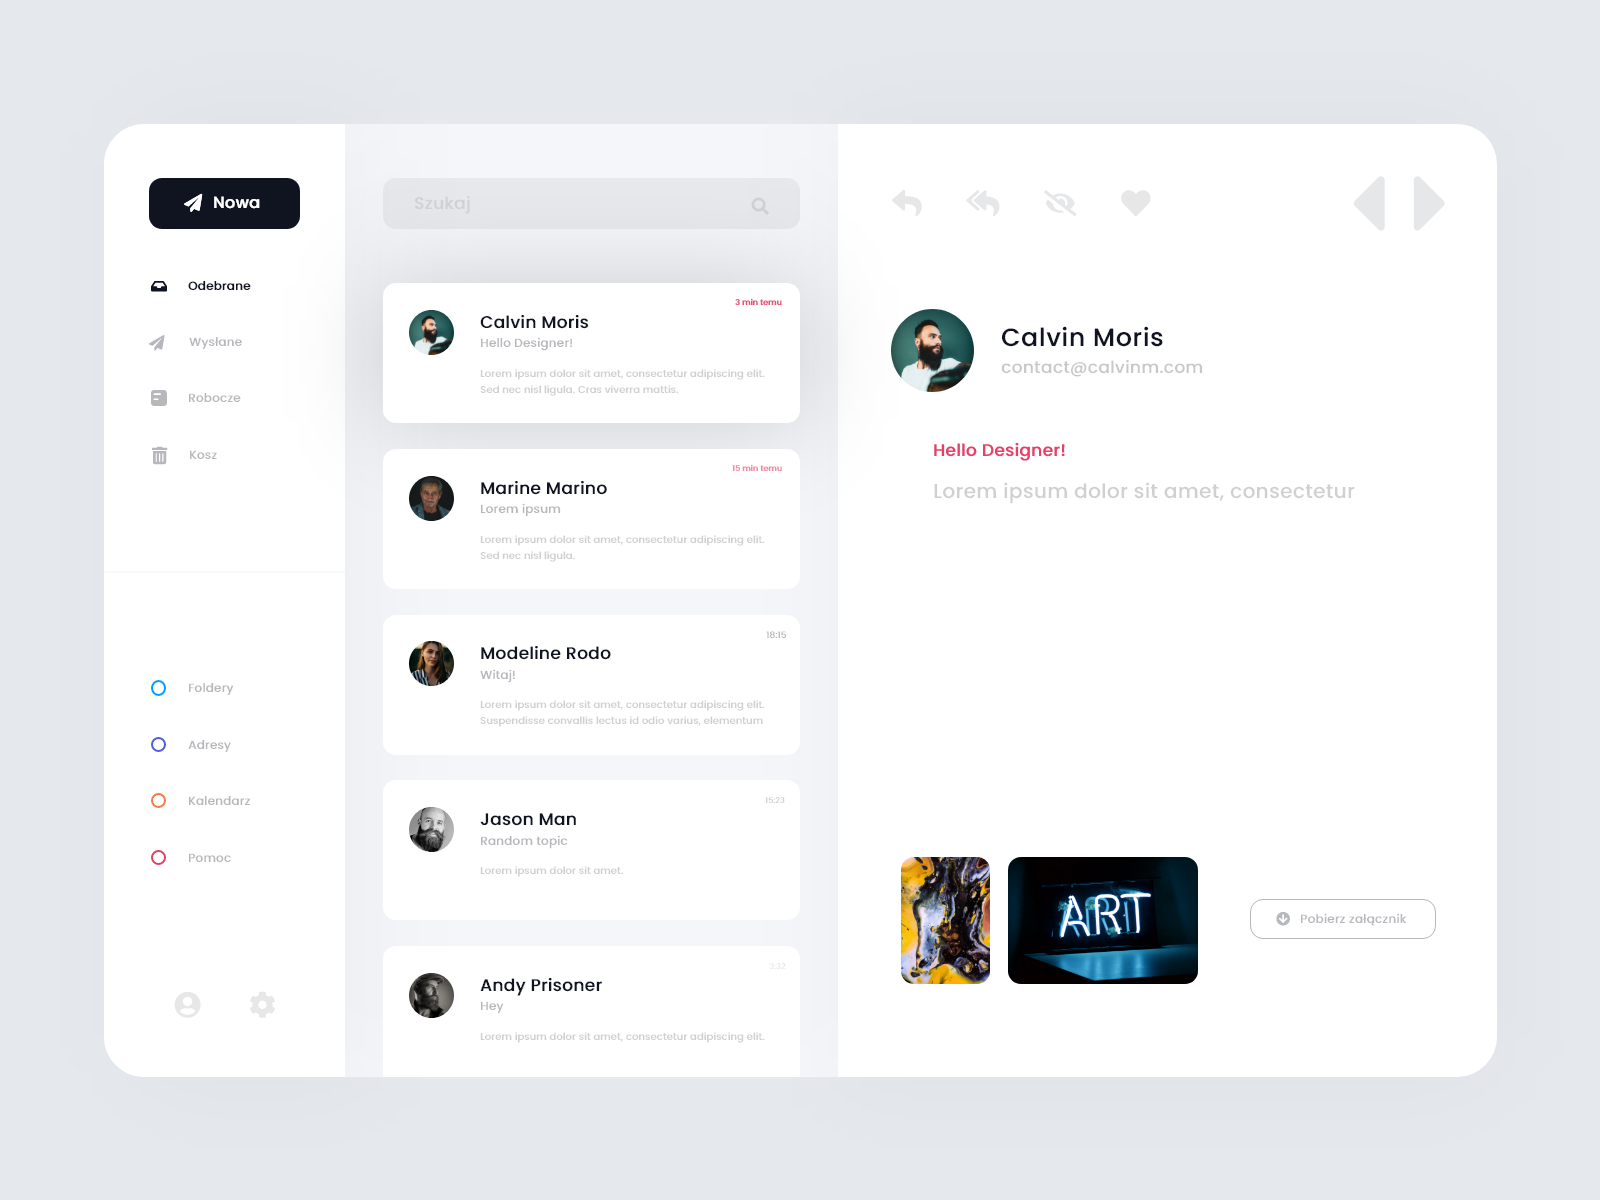 Nowa
Odebrane
Wysłane
Robocze
Kosz
Foldery
Adresy
Kalendarz
Pomoc
Szukaj
3 min temu
Calvin Moris
Hello Designer!
Lorem ipsum dolor sit amet, consectetur adipiscing elit.
Sed nec nisl ligula. Cras viverra mattis.
15 min temu
Marine Marino
Lorem ipsum
Lorem ipsum dolor sit amet, consectetur adipiscing elit.
Sed nec nisl ligula.
18:15
Modeline Rodo
Witaj!
Lorem ipsum dolor sit amet, consectetur adipiscing elit.
Suspendisse convallis lectus id odio varius, elementum
15:23
Jason Man
Random topic
Lorem ipsum dolor sit amet.
3:32
Andy Prisoner
Hey
Lorem ipsum dolor sit amet, consectetur adipiscing elit.
Calvin Moris
contact@calvinm.com
Hello Designer!
Lorem ipsum dolor sit amet, consectetur
ART
Pobierz załącznik